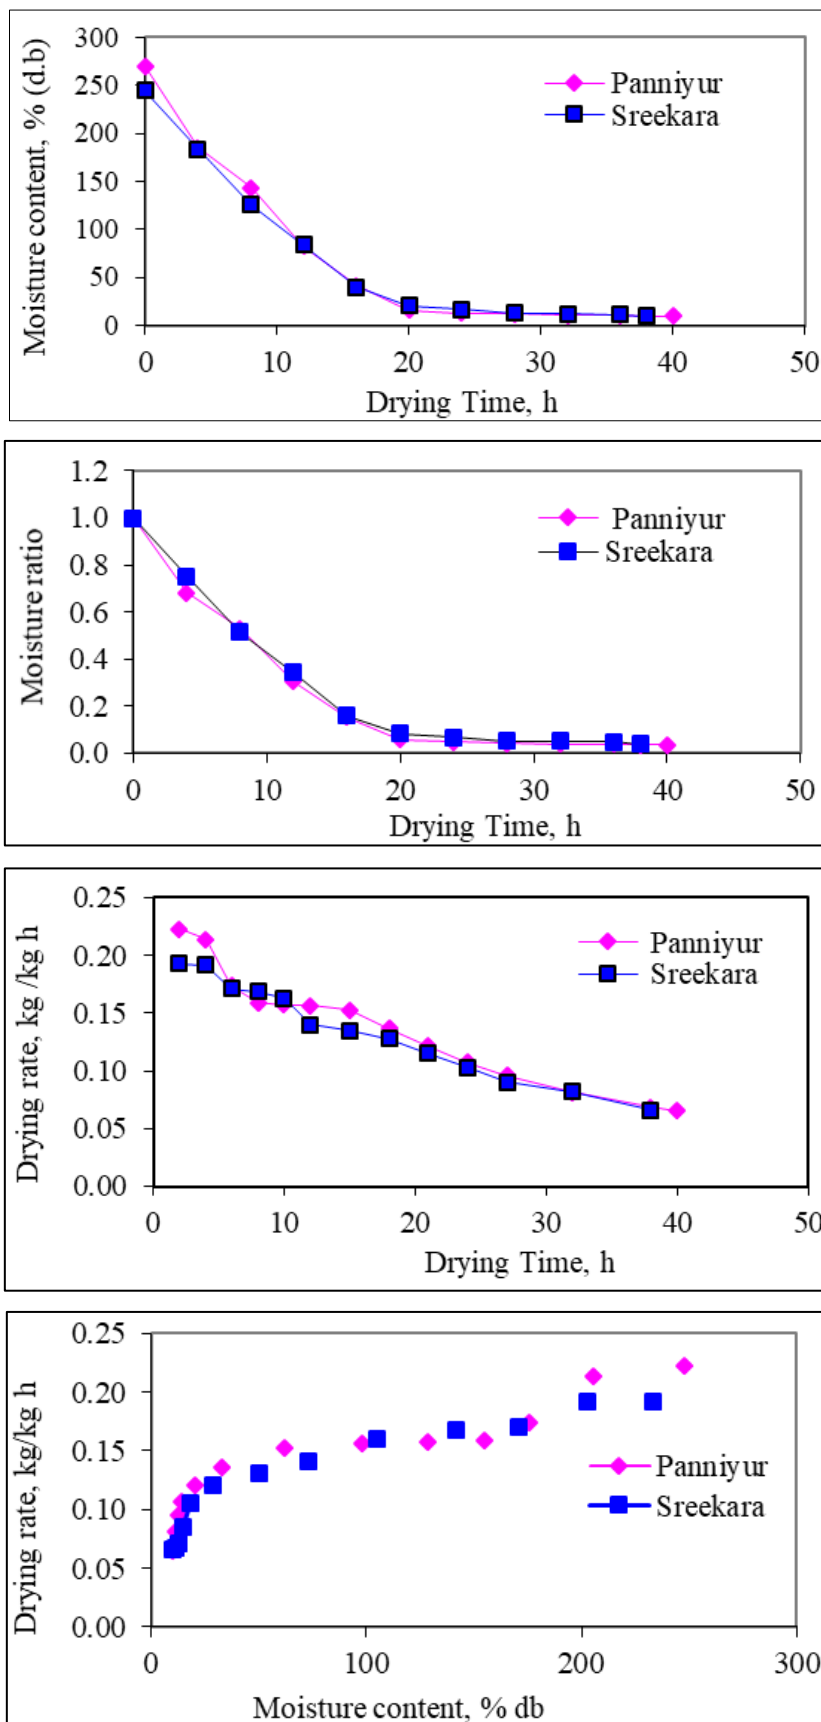 300
250
200
150
100
50
0
Moisture content, % (d.b)
Panniyur
Sreekara
0 10 20 30 40 50
Drying Time, h
1.2
1.0
0.8
0.6
0.4
0.2
0.0
Moisture ratio
Panniyur
Sreekara
0 10 20 30 40 50
Drying Time, h
0.25
0.20
0.15
0.10
0.05
0.00
Drying rate, kg /kg h
Panniyur
Sreekara
0 10 20 30 40 50
Drying Time, h
0.25
0.20
0.15
0.10
0.05
0.00
Drying rate, kg/kg h
Panniyur
Sreekara
0 100 200 300
Moisture content, % db